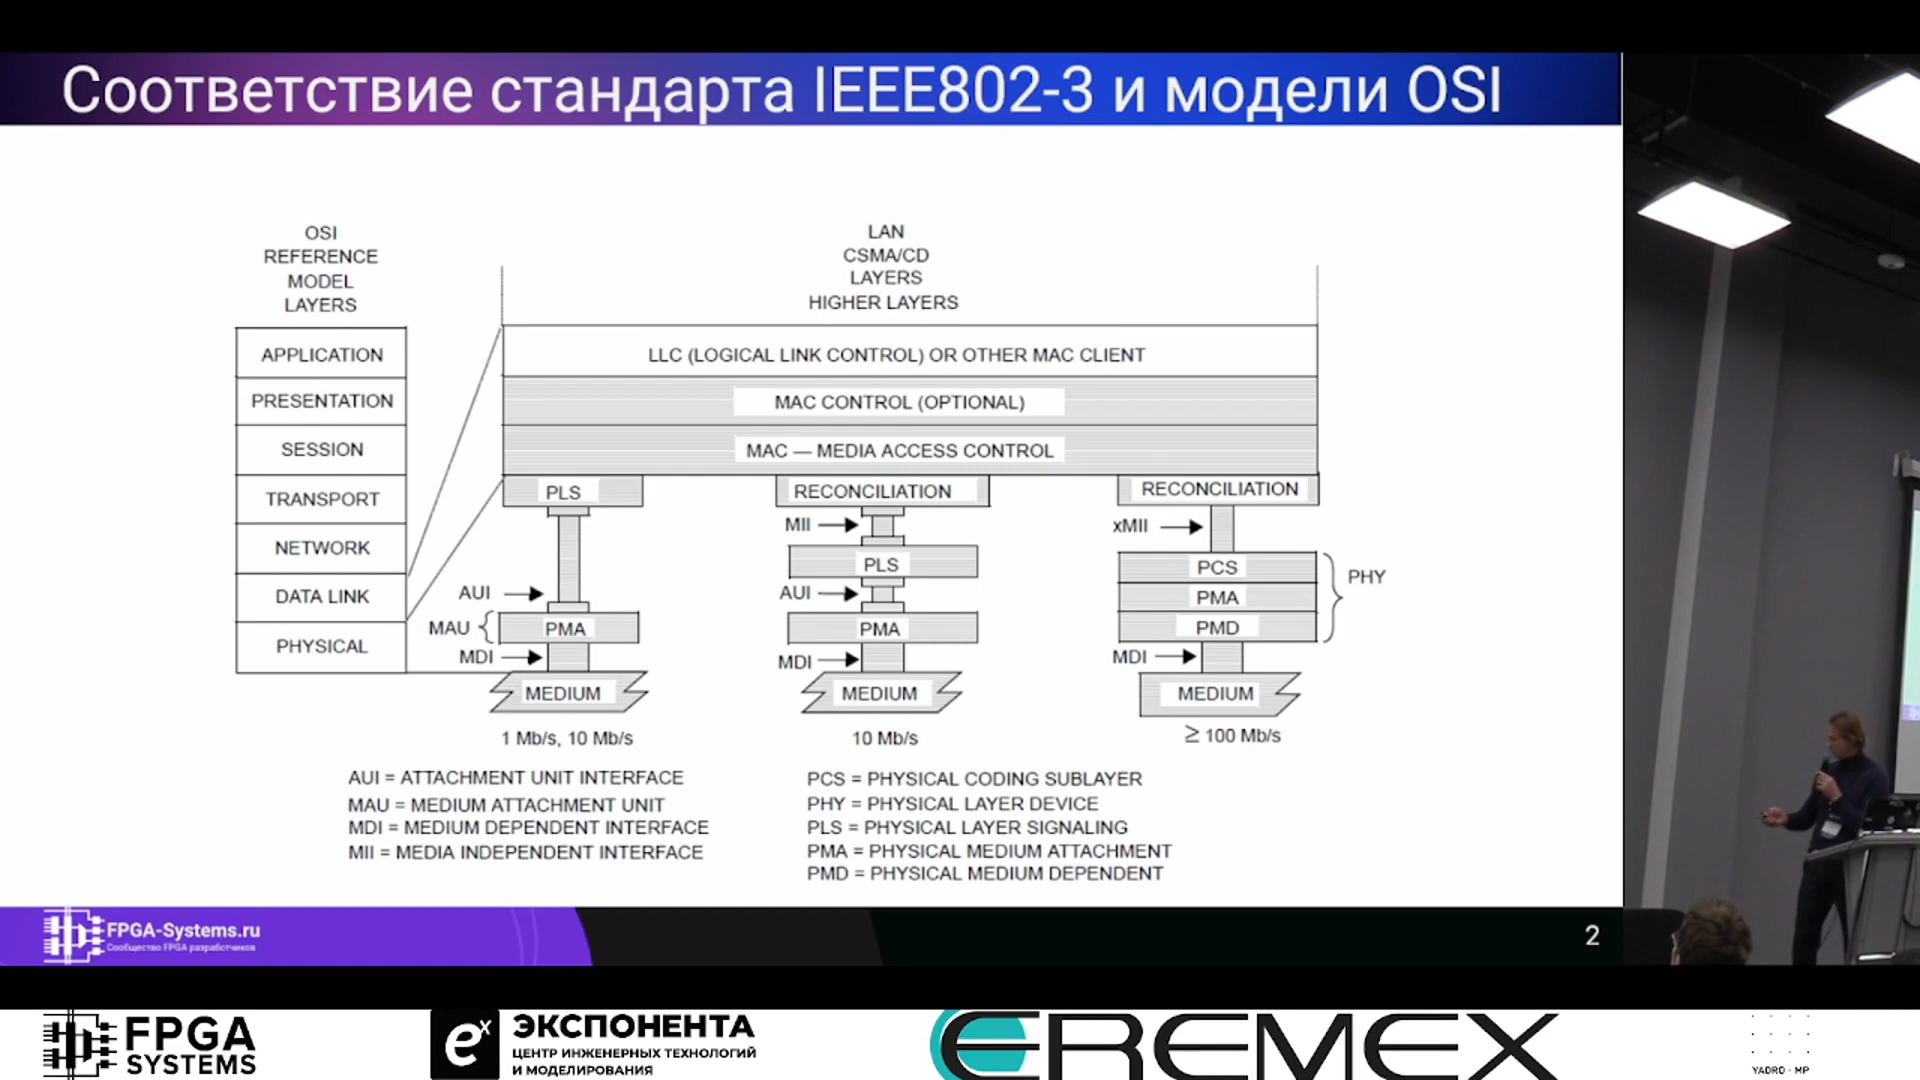 Соответствие стандарта IEEE802-3 и модели OSI
OSI
REFERENCE
MODEL
LAYERS
APPLICATION
PRESENTATION
SESSION
TRANSPORT
NETWORK
DATA LINK
PHYSICAL
LAN
CSMA/CD
LAYERS
HIGHER LAYERS
LLC (LOGICAL LINK CONTROL) OR OTHER MAC CLIENT
MAC CONTROL (OPTIONAL)
MAC — MEDIA ACCESS CONTROL
PLS
AUI
MAU
PMA
MDI
MEDIUM
1 Mb/s, 10 Mb/s
RECONCILIATION
MII
PLS
AUI
PMA
MDI
MEDIUM
10 Mb/s
RECONCILIATION
xMII
PCS
PMA
PMD
PHY
MDI
MEDIUM
≥ 100 Mb/s
AUI = ATTACHMENT UNIT INTERFACE
MAU = MEDIUM ATTACHMENT UNIT
MDI = MEDIUM DEPENDENT INTERFACE
MII = MEDIA INDEPENDENT INTERFACE
PCS = PHYSICAL CODING SUBLAYER
PHY = PHYSICAL LAYER DEVICE
PLS = PHYSICAL LAYER SIGNALING
PMA = PHYSICAL MEDIUM ATTACHMENT
PMD = PHYSICAL MEDIUM DEPENDENT
FPGA-Systems.ru
Сообщество FPGA разработчиков
2
FPGA
SYSTEMS
ex
ЭКСПОНЕНТА
ЦЕНТР ИНЖЕНЕРНЫХ ТЕХНОЛОГИЙ
И МОДЕЛИРОВАНИЯ
EREMEX
YADRO · MP